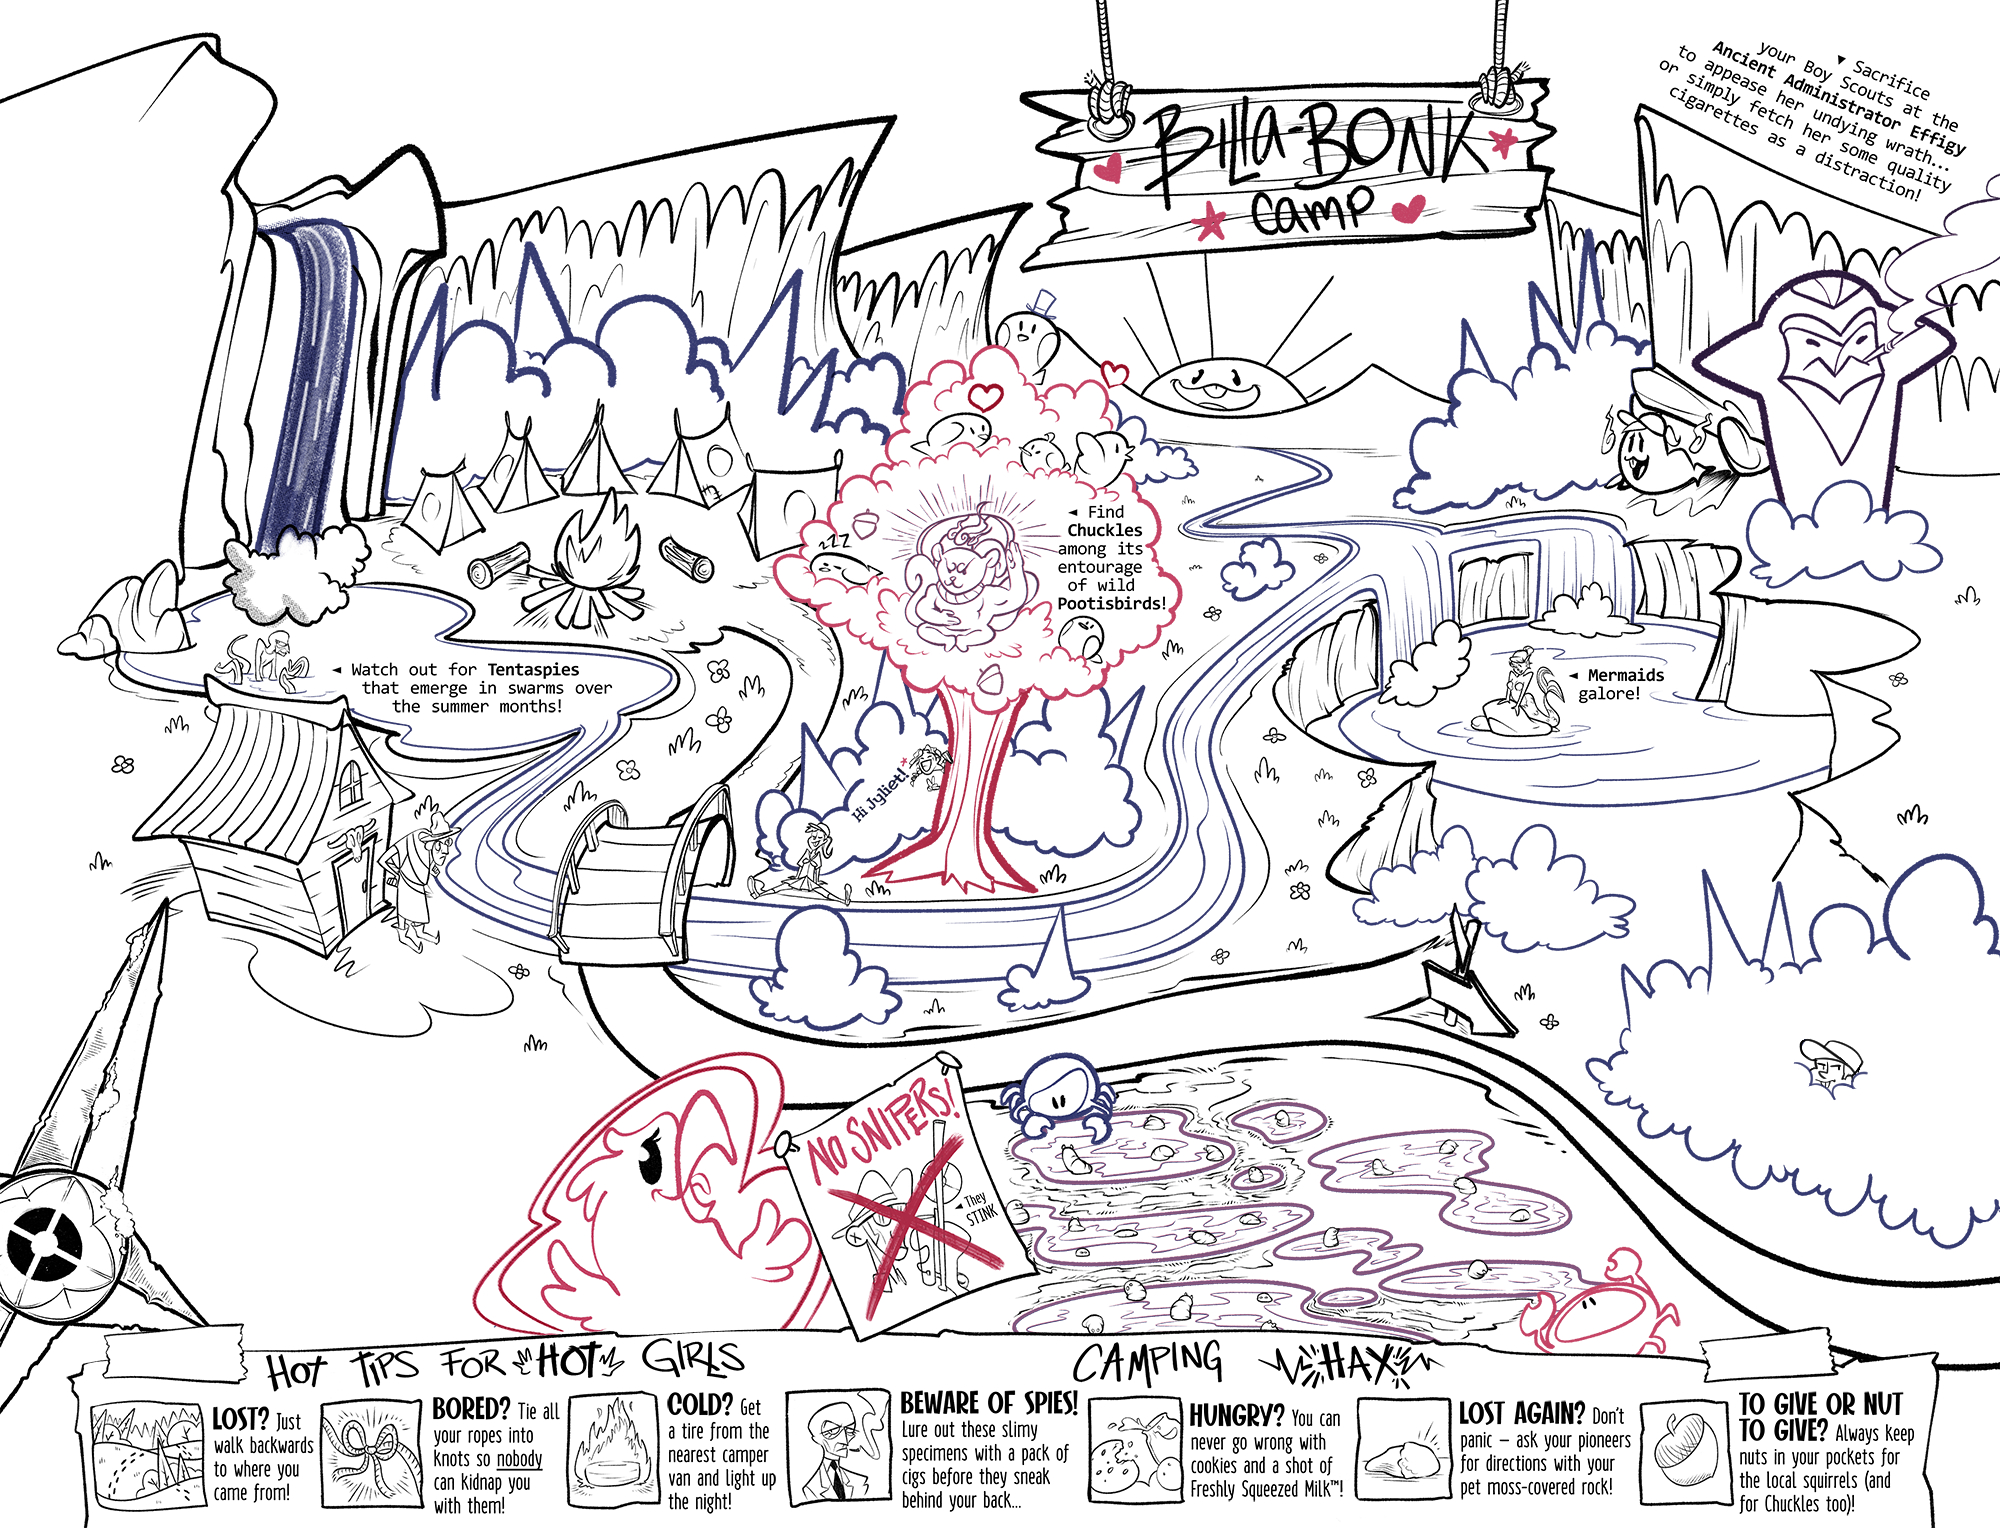 BillA-BONK
camp
▼ Sacrifice
your Boy Scouts at the
Ancient Administrator Effigy
to appease her undying wrath...
or simply fetch her some quality
cigarettes as a distraction!
◄ Find
Chuckles
among its
entourage
of wild
Pootisbirds!
zzz
◄ Watch out for Tentaspies
that emerge in swarms over
the summer months!
◄ Mermaids
galore!
Hi Jyliet!*
NO SNIPERS!
◄ They
STINK
HOT TIPS FOR HOT GIRLS
CAMPING HAX
LOST? Just
walk backwards
to where you
came from!
BORED? Tie all
your ropes into
knots so nobody
can kidnap you
with them!
COLD? Get
a tire from the
nearest camper
van and light up
the night!
BEWARE OF SPIES!
Lure out these slimy
specimens with a pack of
cigs before they sneak
behind your back...
HUNGRY? You can
never go wrong with
cookies and a shot of
Freshly Squeezed Milk™!
LOST AGAIN? Don't
panic – ask your pioneers
for directions with your
pet moss-covered rock!
TO GIVE OR NUT
TO GIVE? Always keep
nuts in your pockets for
the local squirrels (and
for Chuckles too)!